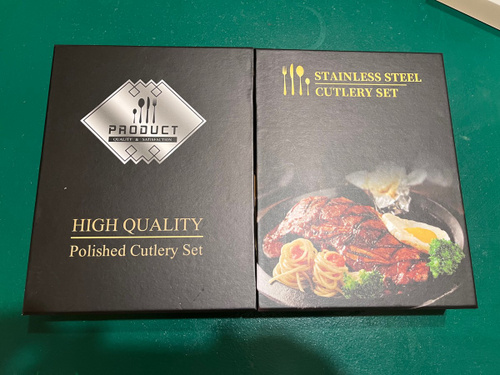 PRODUCT
QUALITY & SATISFACTION
HIGH QUALITY
Polished Cutlery Set
STAINLESS STEEL
CUTLERY SET